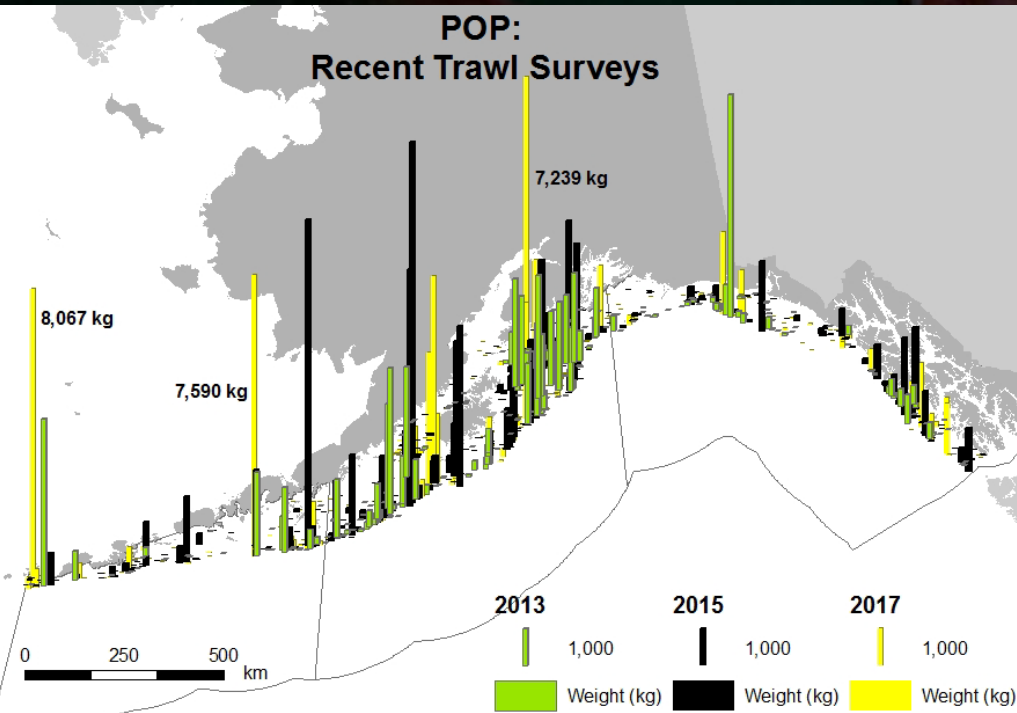 POP:
Recent Trawl Surveys
7,239 kg
8,067 kg
7,590 kg
2013 2015 2017
1,000 1,000 1,000
Weight (kg) Weight (kg) Weight (kg)
0 250 500
km